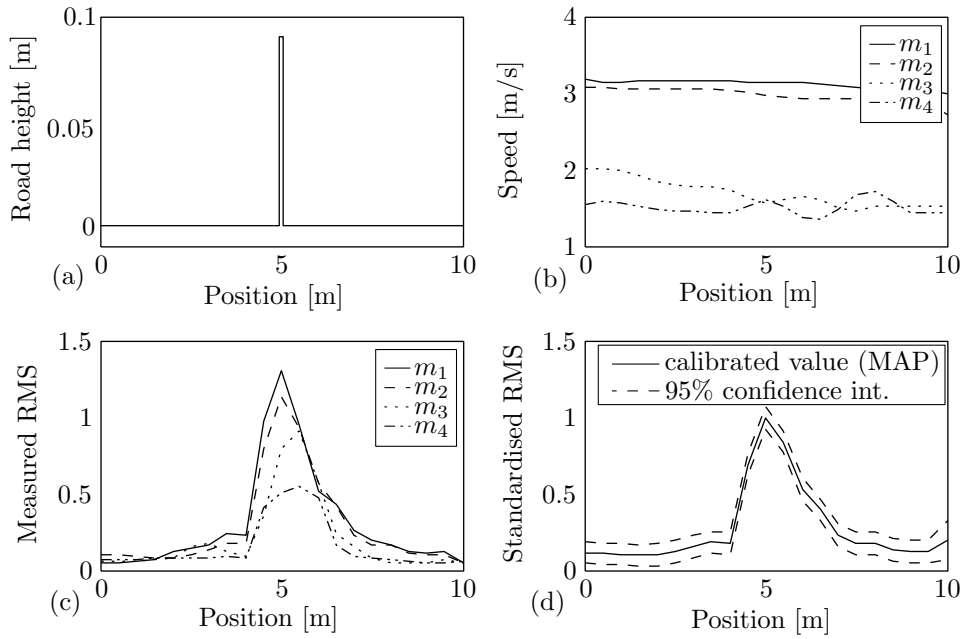 0.1
0.05
0
Road height [m]
0
5
10
(a)
Position [m]
4
3
2
1
Speed [m/s]
m1
m2
m3
m4
0
5
10
(b)
Position [m]
1.5
1
0.5
0
Measured RMS
m1
m2
m3
m4
0
5
10
(c)
Position [m]
1.5
1
0.5
0
Standardised RMS
calibrated value (MAP)
95% confidence int.
0
5
10
(d)
Position [m]